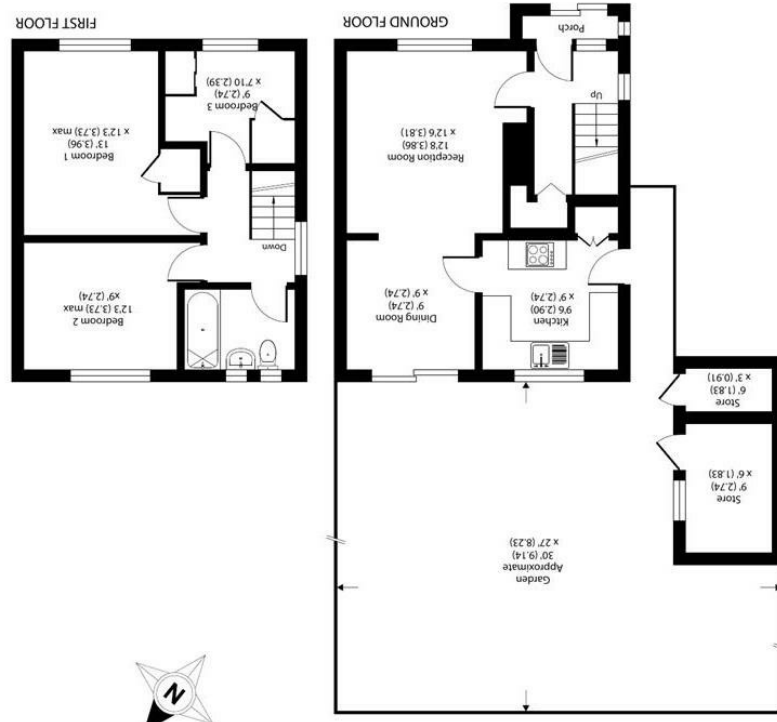 N
Garden
Approximate
30' (9.14)
x 27' (8.23)
Store
9' (2.74)
x 6' (1.83)
Store
6' (1.83)
x 3' (0.91)
Kitchen
9'6 (2.90)
x 9' (2.74)
Dining Room
9' (2.74)
x 9' (2.74)
Reception Room
12'8 (3.86)
x 12'6 (3.81)
Up
Porch
GROUND FLOOR
Bedroom 2
12'3 (3.73) max
x9' (2.74)
Down
Bedroom 1
13' (3.96)
x 12'3 (3.73) max
Bedroom 3
9' (2.74)
x 7'10 (2.39)
FIRST FLOOR